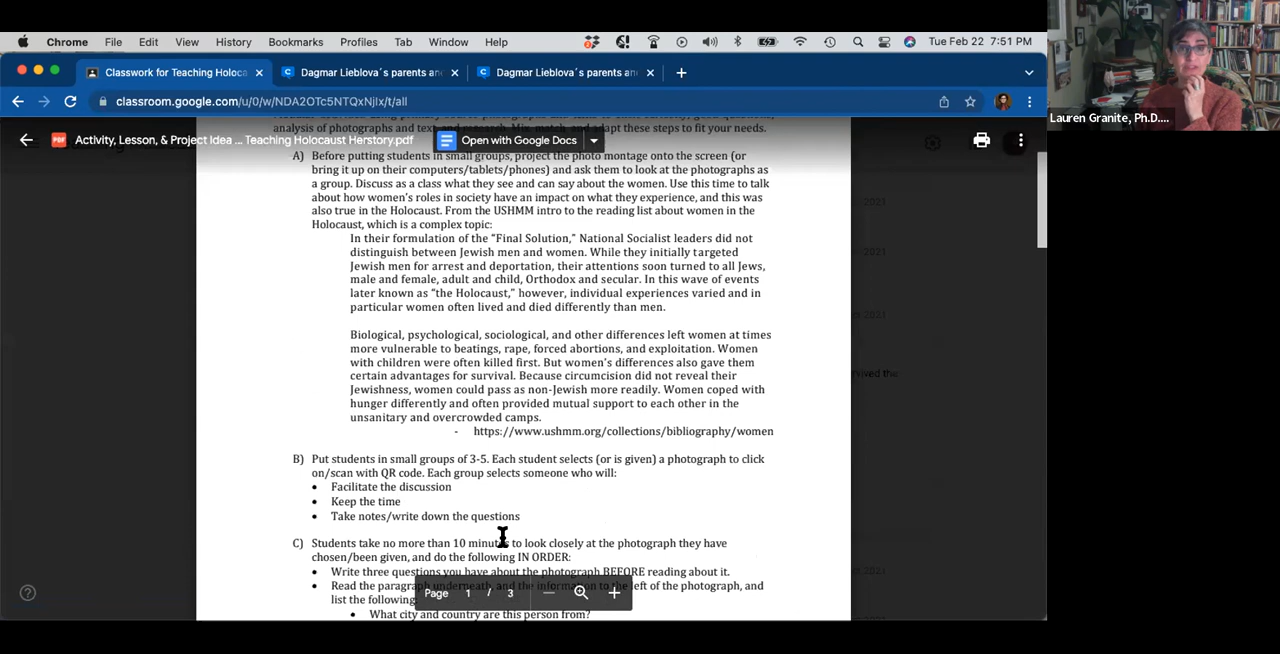 Chrome File Edit View History Bookmarks Profiles Tab Window Help Tue Feb 22 7:51 PM
Classwork for Teaching Holoca × Dagmar Lieblova´s parents an × Dagmar Lieblova´s parents an × +
classroom.google.com/u/0/w/NDA2OTc5NTQxNjIx/t/all
Lauren Granite, Ph.D....
analysis of photographs and text, and research. Mix, match, and adapt these steps to fit your needs.
Activity, Lesson, & Project Idea ... Teaching Holocaust Herstory.pdf Open with Google Docs
A) Before putting students in small groups, project the photo montage onto the screen (or
bring it up on their computers/tablets/phones) and ask them to look at the photographs as
a group. Discuss as a class what they see and can say about the women. Use this time to talk
about how women's roles in society have an impact on what they experience, and this was
also true in the Holocaust. From the USHMM intro to the reading list about women in the
Holocaust, which is a complex topic:
In their formulation of the "Final Solution," National Socialist leaders did not
distinguish between Jewish men and women. While they initially targeted
Jewish men for arrest and deportation, their attentions soon turned to all Jews,
male and female, adult and child, Orthodox and secular. In this wave of events
later known as "the Holocaust," however, individual experiences varied and in
particular women often lived and died differently than men.
Biological, psychological, sociological, and other differences left women at times
more vulnerable to beatings, rape, forced abortions, and exploitation. Women
with children were often killed first. But women's differences also gave them
certain advantages for survival. Because circumcision did not reveal their
Jewishness, women could pass as non-Jewish more readily. Women coped with
hunger differently and often provided mutual support to each other in the
unsanitary and overcrowded camps.
- https://www.ushmm.org/collections/bibliography/women
B) Put students in small groups of 3-5. Each student selects (or is given) a photograph to click
on/scan with QR code. Each group selects someone who will:
• Facilitate the discussion
• Keep the time
• Take notes/write down the questions
C) Students take no more than 10 minutes to look closely at the photograph they have
chosen/been given, and do the following IN ORDER:
• Write three questions you have about the photograph BEFORE reading about it.
• Read the paragraph underneath, and the information to the left of the photograph, and
list the following:
• What city and country are this person from?
Page 1 / 3